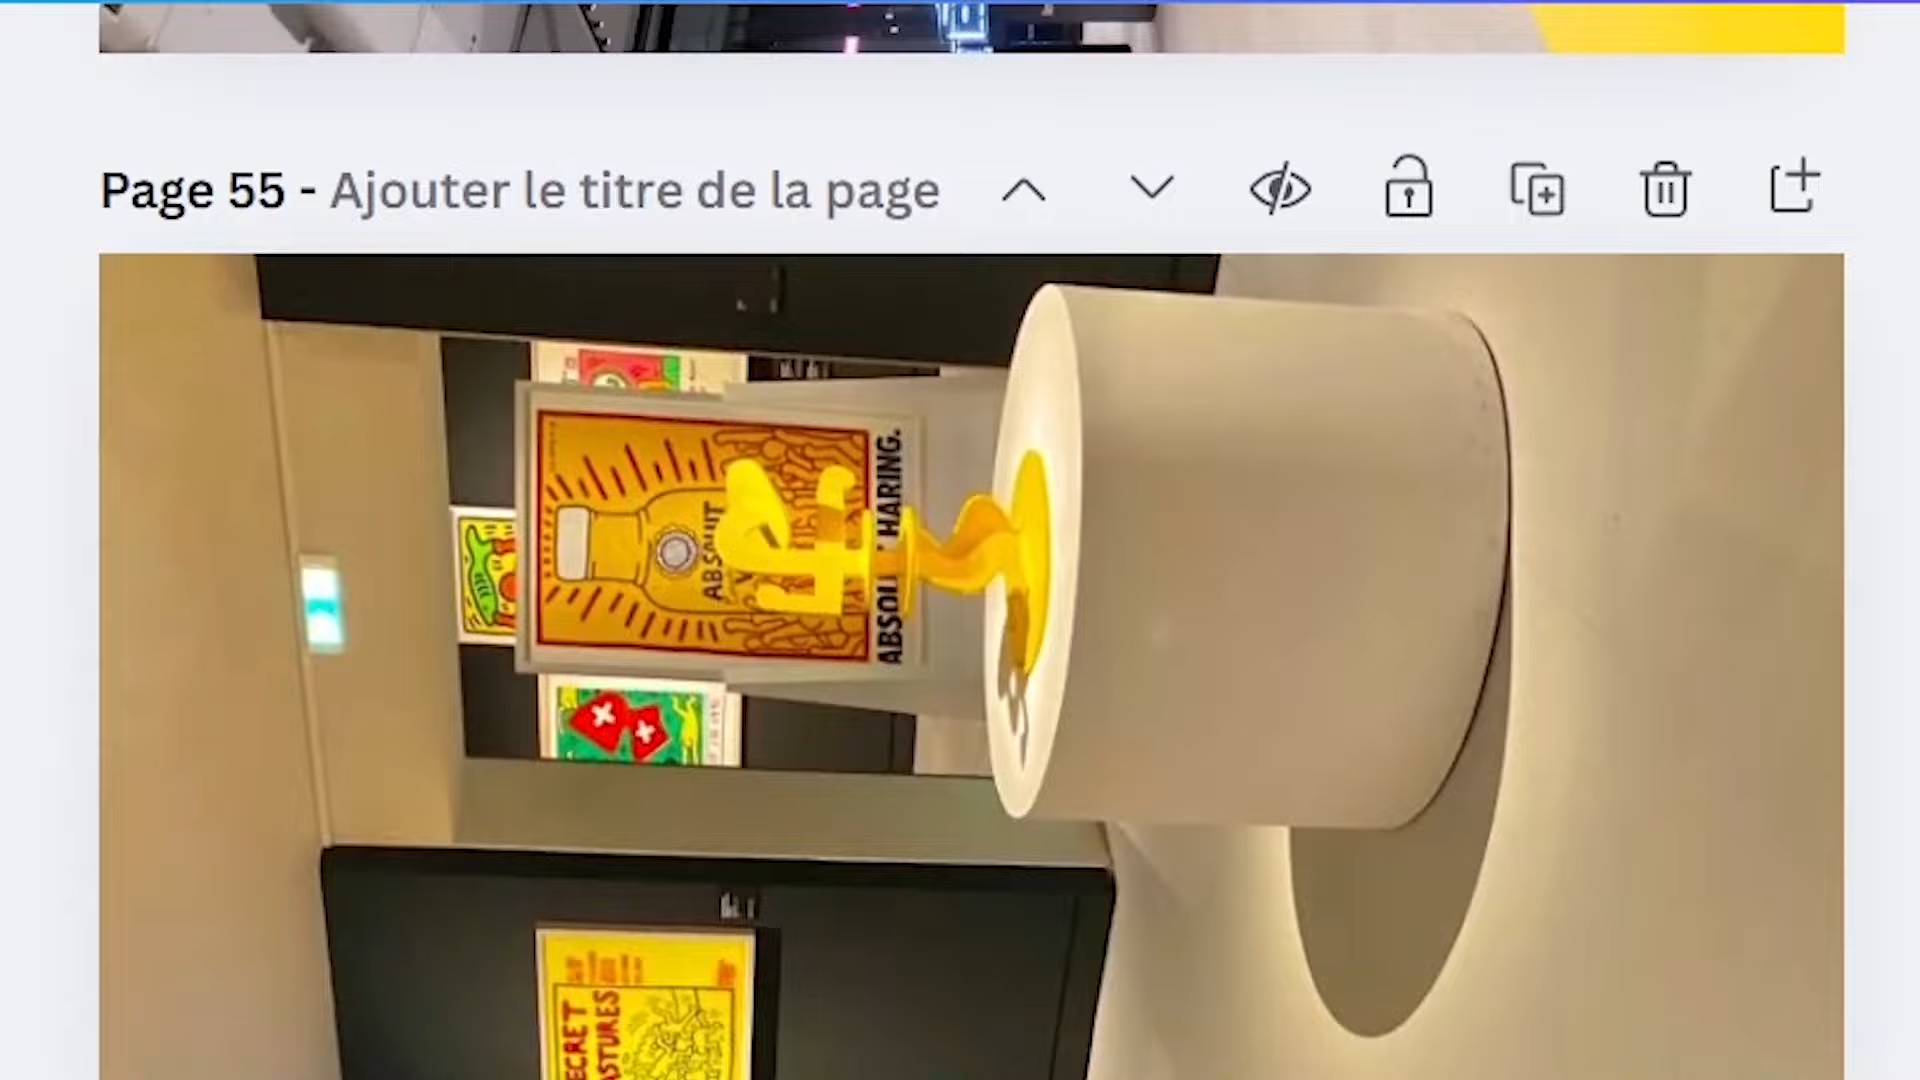 Page 55 - Ajouter le titre de la page
ABSOLUT
ABSOLUT HARING.
ECRET
ASTURES